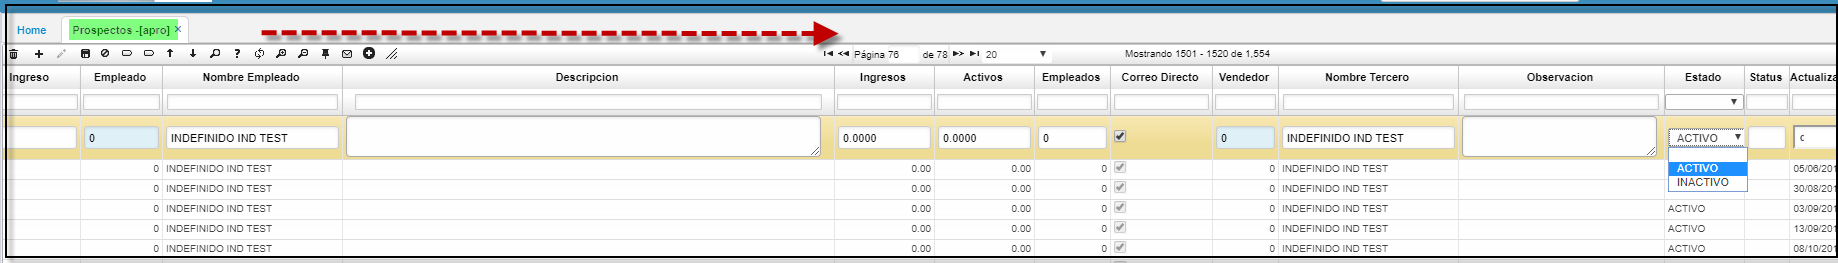 Home Prospectos -[apro] ×
Página 76 de 78 20 Mostrando 1501 - 1520 de 1,554
Ingreso Empleado Nombre Empleado Descripcion Ingresos Activos Empleados Correo Directo Vendedor Nombre Tercero Observacion Estado Status Actualiza
0 INDEFINIDO IND TEST 0.0000 0.0000 0 0 INDEFINIDO IND TEST ACTIVO c
0 INDEFINIDO IND TEST 0.00 0.00 0 0 INDEFINIDO IND TEST ACTIVO 05/06/201
0 INDEFINIDO IND TEST 0.00 0.00 0 0 INDEFINIDO IND TEST INACTIVO 30/08/201
0 INDEFINIDO IND TEST 0.00 0.00 0 0 INDEFINIDO IND TEST ACTIVO 03/09/201
0 INDEFINIDO IND TEST 0.00 0.00 0 0 INDEFINIDO IND TEST ACTIVO 13/09/201
0 INDEFINIDO IND TEST 0.00 0.00 0 0 INDEFINIDO IND TEST ACTIVO 08/10/201